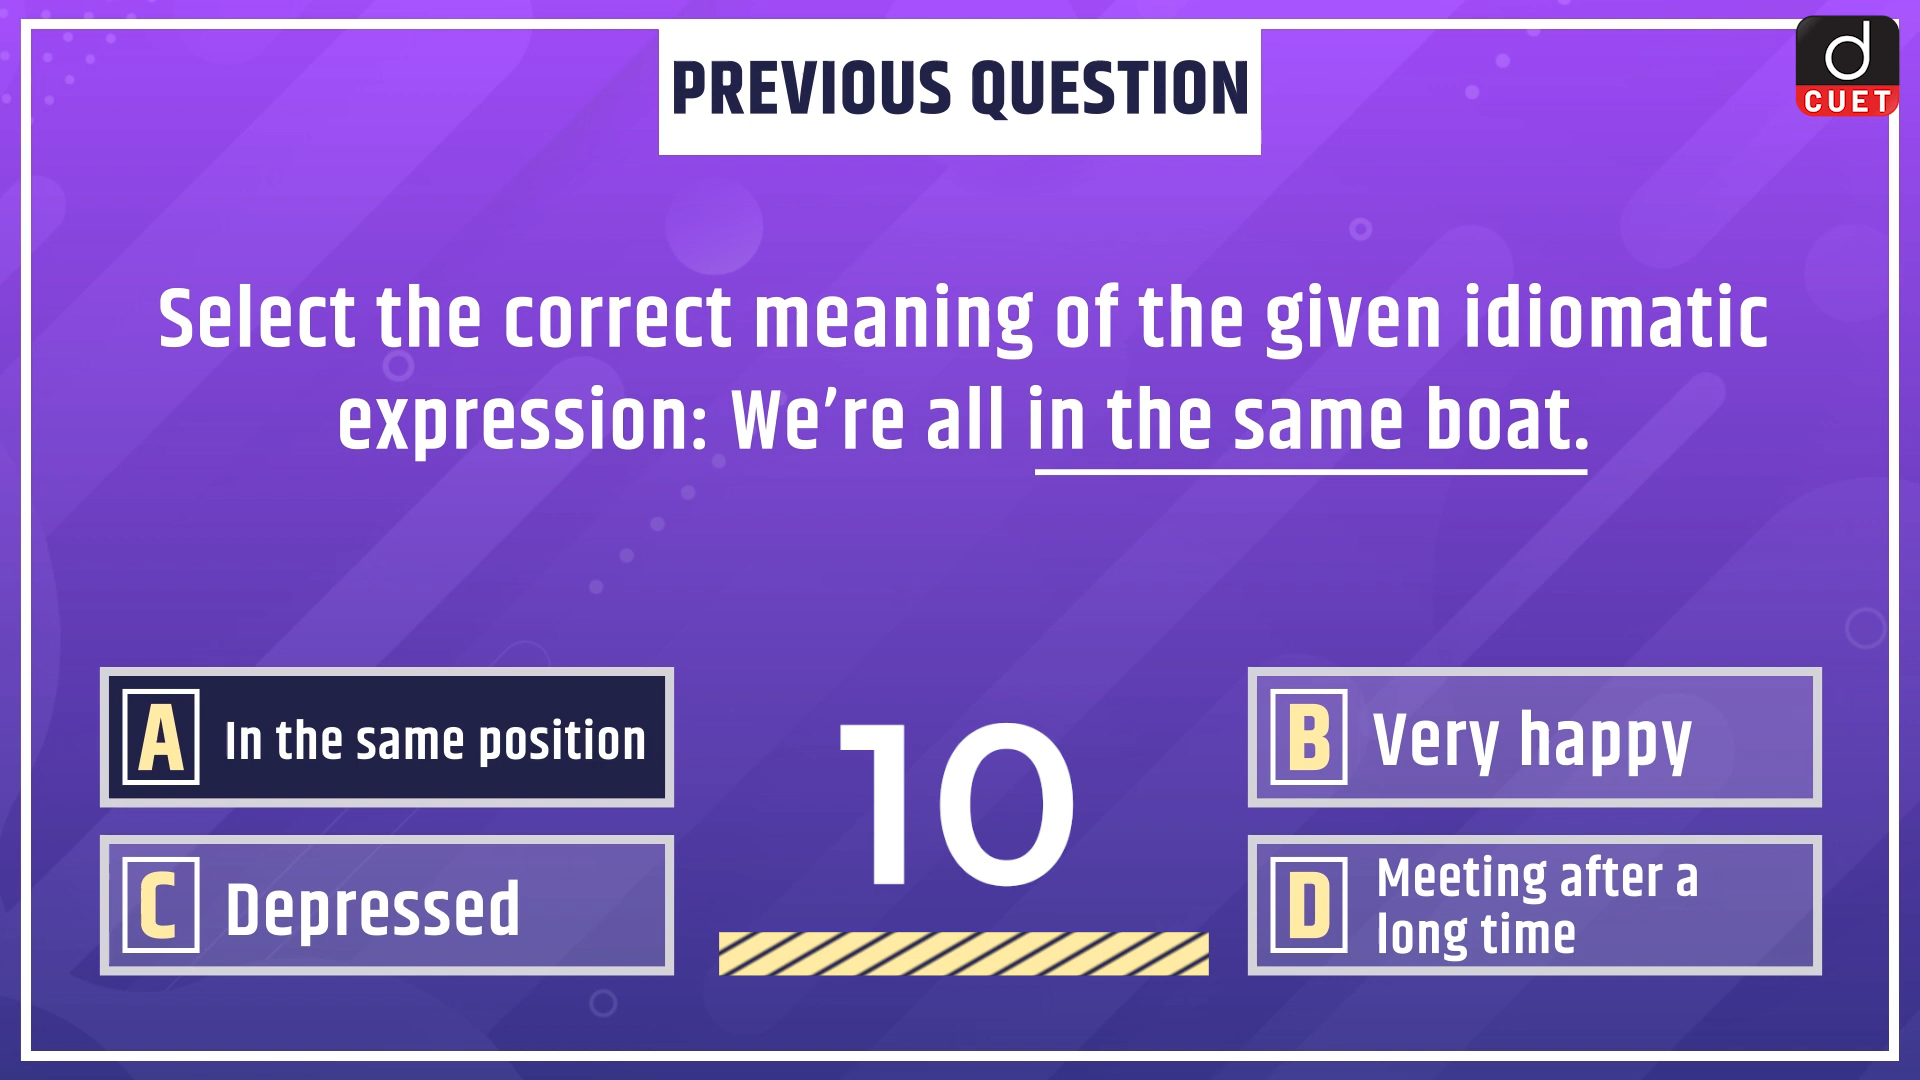 PREVIOUS QUESTION
d
CUET
Select the correct meaning of the given idiomatic
expression: We’re all in the same boat.
A In the same position
B Very happy
10
C Depressed
D Meeting after a
long time